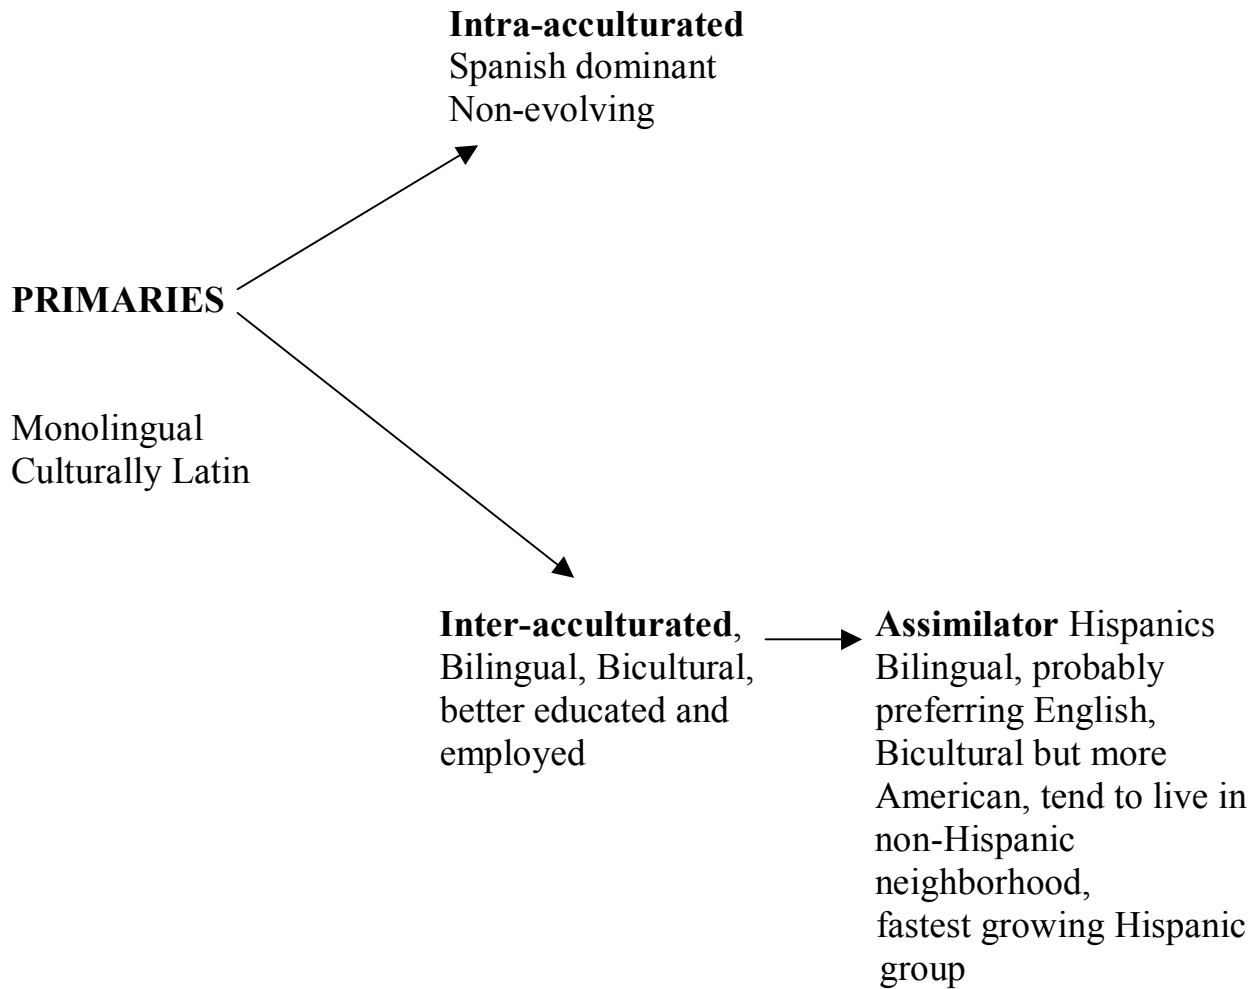 Intra-acculturated
Spanish dominant
Non-evolving
PRIMARIES
Monolingual
Culturally Latin
Inter-acculturated,
Bilingual, Bicultural,
better educated and
employed
Assimilator Hispanics
Bilingual, probably
preferring English,
Bicultural but more
American, tend to live in
non-Hispanic
neighborhood,
fastest growing Hispanic
group